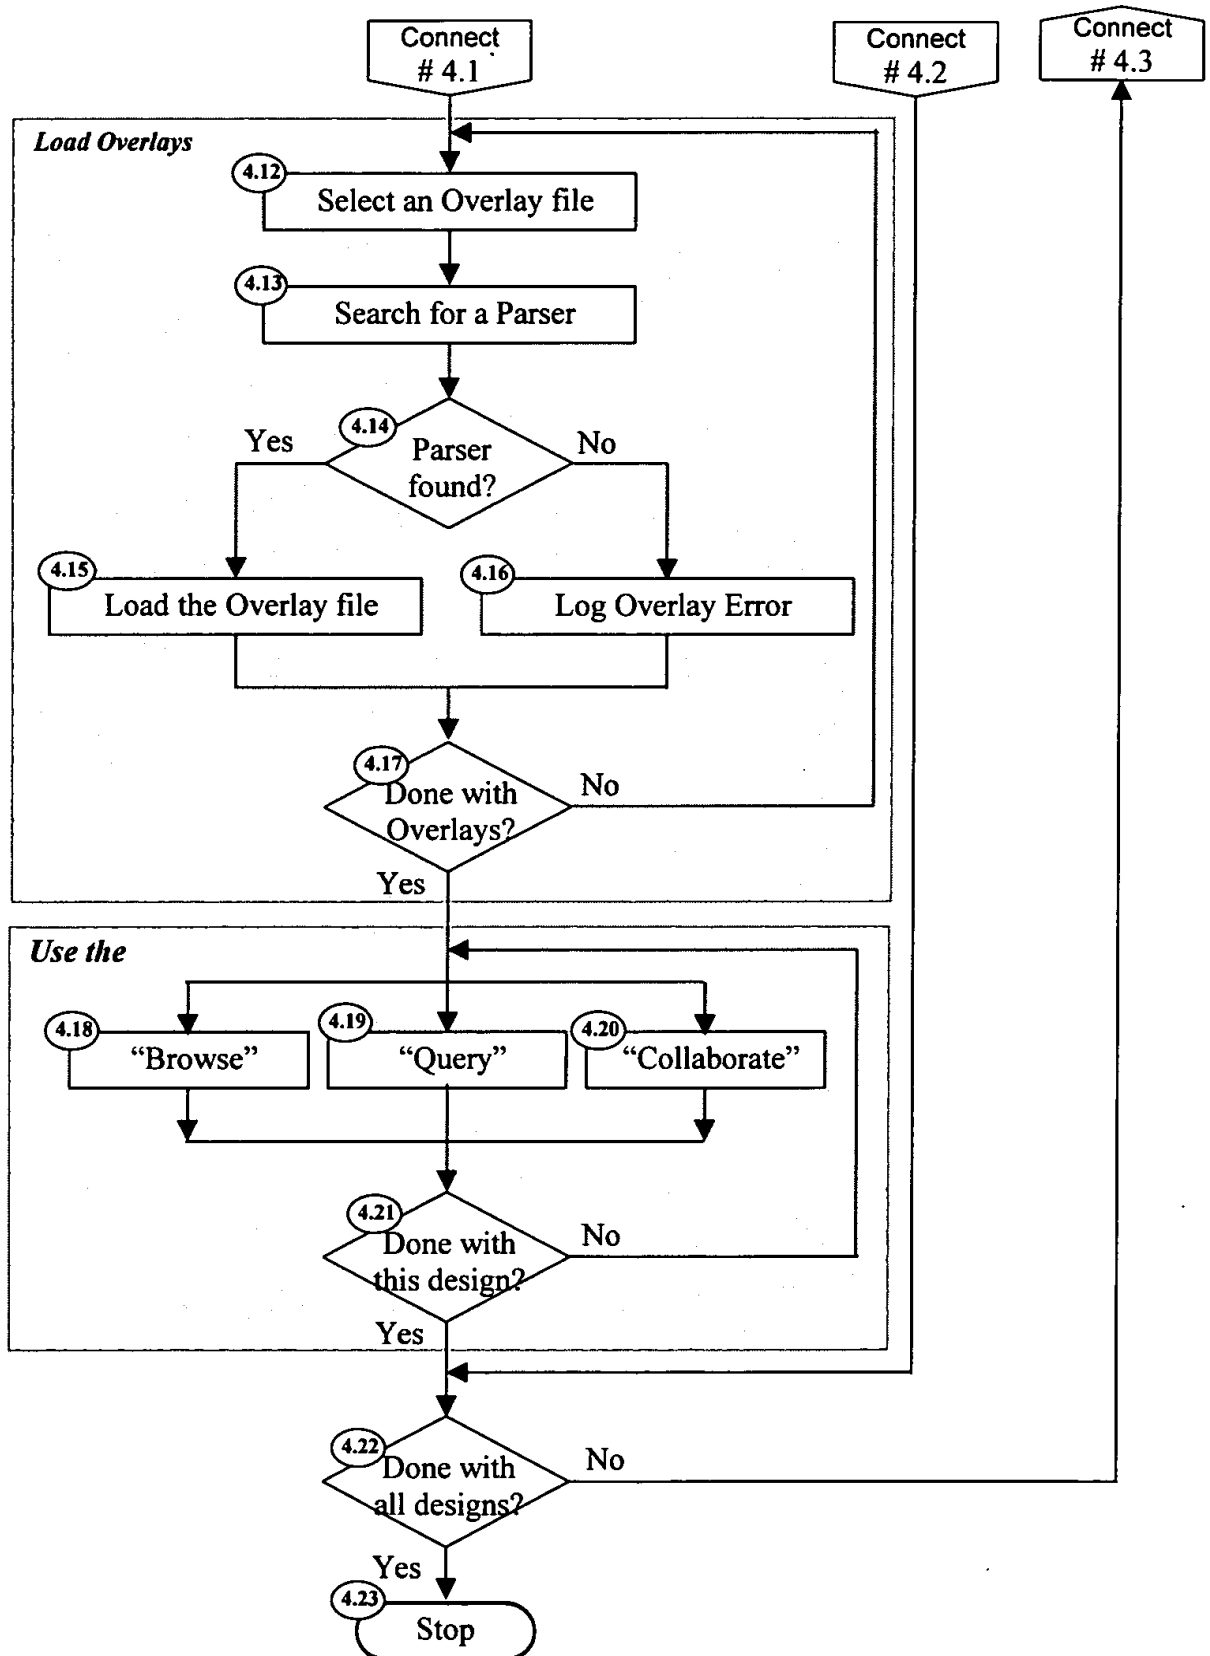 Connect
# 4.1
Connect
# 4.2
Connect
# 4.3
Load Overlays
4.12
Select an Overlay file
4.13
Search for a Parser
4.14
Yes
No
Parser
found?
4.15
Load the Overlay file
4.16
Log Overlay Error
4.17
Done with
Overlays?
No
Yes
Use the
4.18
“Browse”
4.19
“Query”
4.20
“Collaborate”
4.21
Done with
this design?
No
Yes
4.22
Done with
all designs?
No
Yes
4.23
Stop